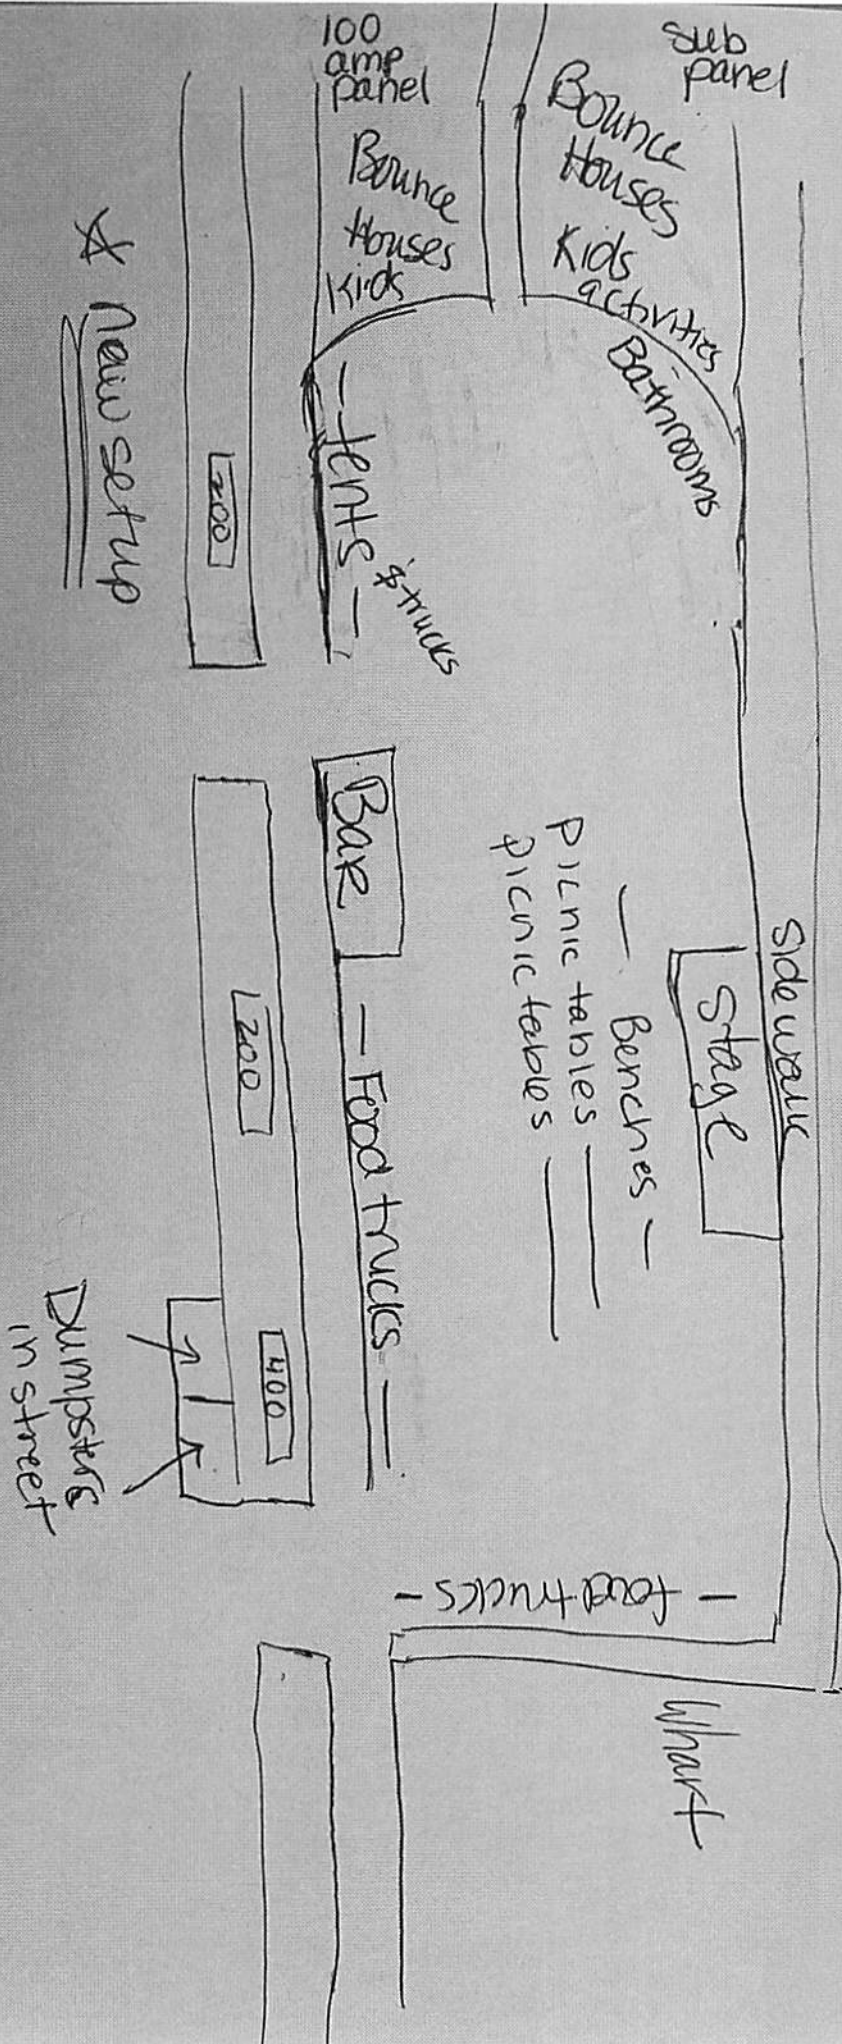 100
amp
panel
sub
panel
Bounce
Houses
Kids
Bounce
Houses
Kids
activities
Bathrooms
☆ new setup
200
- tents -
& trucks
Bar
- Food trucks -
200
400
Dumpsters
in street
picnic tables
picnic tables
- Benches -
Stage
Sidewalk
- food trucks -
Wharf